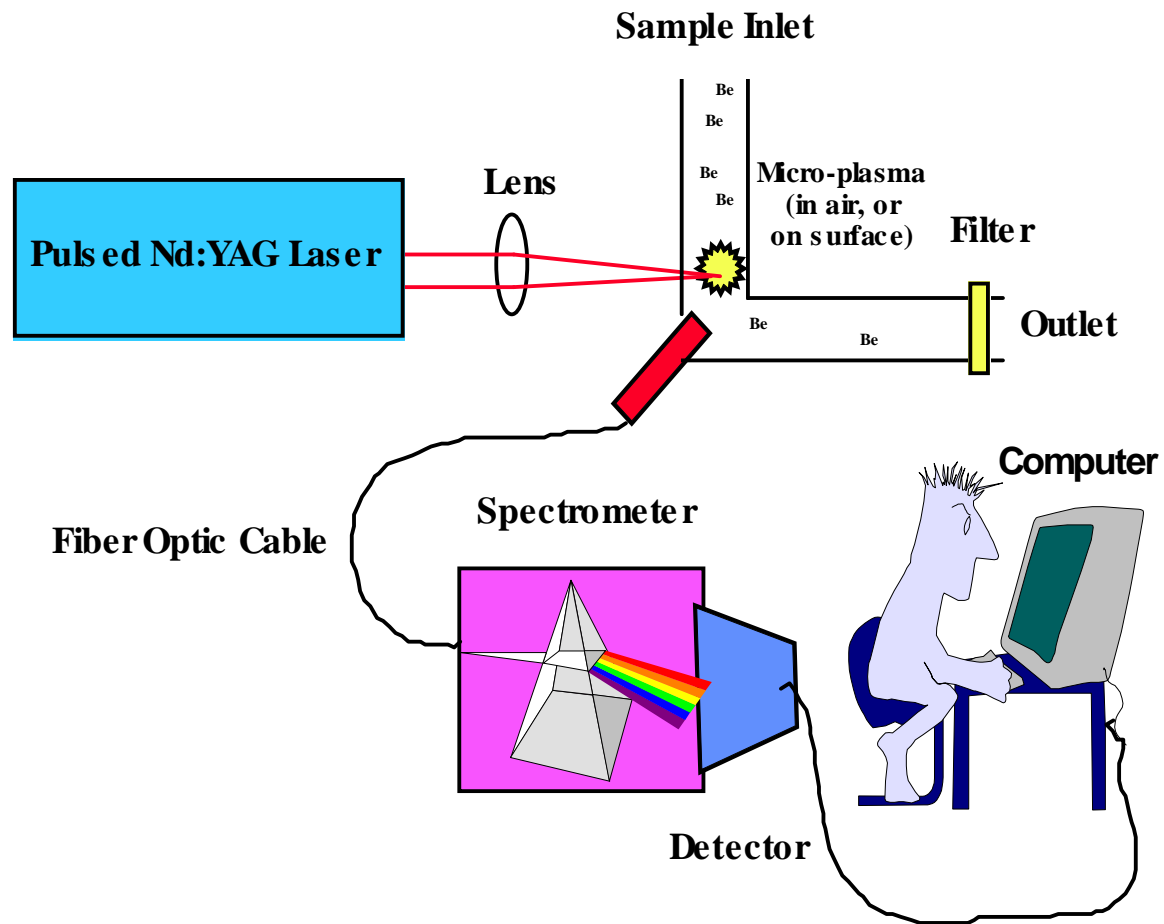 Sample Inlet
Be
Be
Be
Be
Lens
Micro-plasma
(in air, or
on surface)
Filter
Pulsed Nd:YAG Laser
Be
Be
Outlet
Computer
Spectrometer
Fiber Optic Cable
Detector